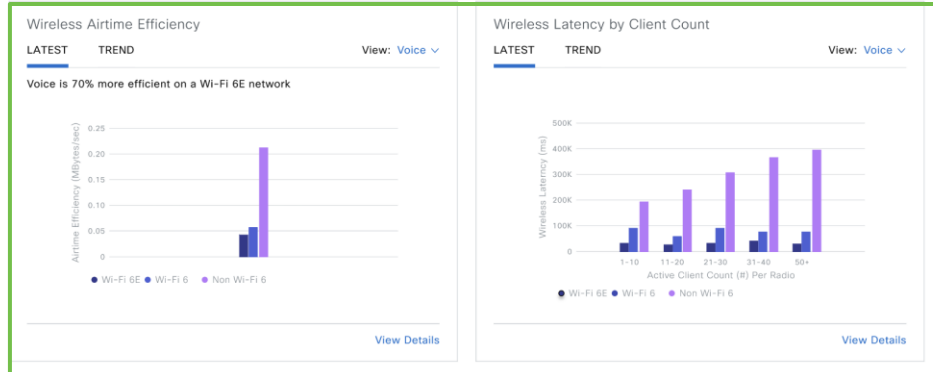 Wireless Airtime Efficiency
LATEST TREND View: Voice
Voice is 70% more efficient on a Wi-Fi 6E network
Airtime Efficiency (MBytes/sec)
0.25
0.20
0.15
0.10
0.05
0
Wi-Fi 6E Wi-Fi 6 Non Wi-Fi 6
View Details
Wireless Latency by Client Count
LATEST TREND View: Voice
Wireless Laterncy (ms)
500K
400K
300K
200K
100K
0
1-10 11-20 21-30 31-40 50+
Active Client Count (#) Per Radio
Wi-Fi 6E Wi-Fi 6 Non Wi-Fi 6
View Details